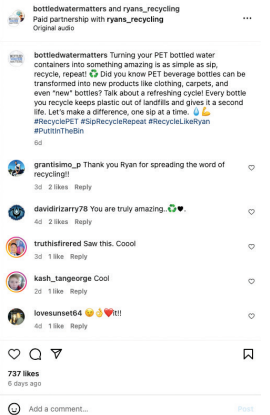 bottledwatermatters and ryans_recycling
Paid partnership with ryans_recycling
Original audio
bottledwatermatters Turning your PET bottled water
containers into something amazing is as simple as sip,
recycle, repeat! ♻️ Did you know PET beverage bottles can be
transformed into new products like clothing, carpets, and
even "new" bottles? Talk about a refreshing cycle! Every bottle
you recycle keeps plastic out of landfills and gives it a second
life. Let's make a difference, one sip at a time. 💧💪
#RecyclePET #SipRecycleRepeat #RecycleLikeRyan
#PutItInTheBin
6d
grantisimo_p Thank you Ryan for spreading the word of
recycling!!
3d 2 likes Reply
davidirizarry78 You are truly amazing..♻️🖤.
4d 2 likes Reply
truthisfirered Saw this. Coool
3d 1 like Reply
kash_tangeorge Cool
2d 1 like Reply
lovesunset64 😉👌❤️it!!
4d 1 like Reply
737 likes
6 days ago
Add a comment...
Post